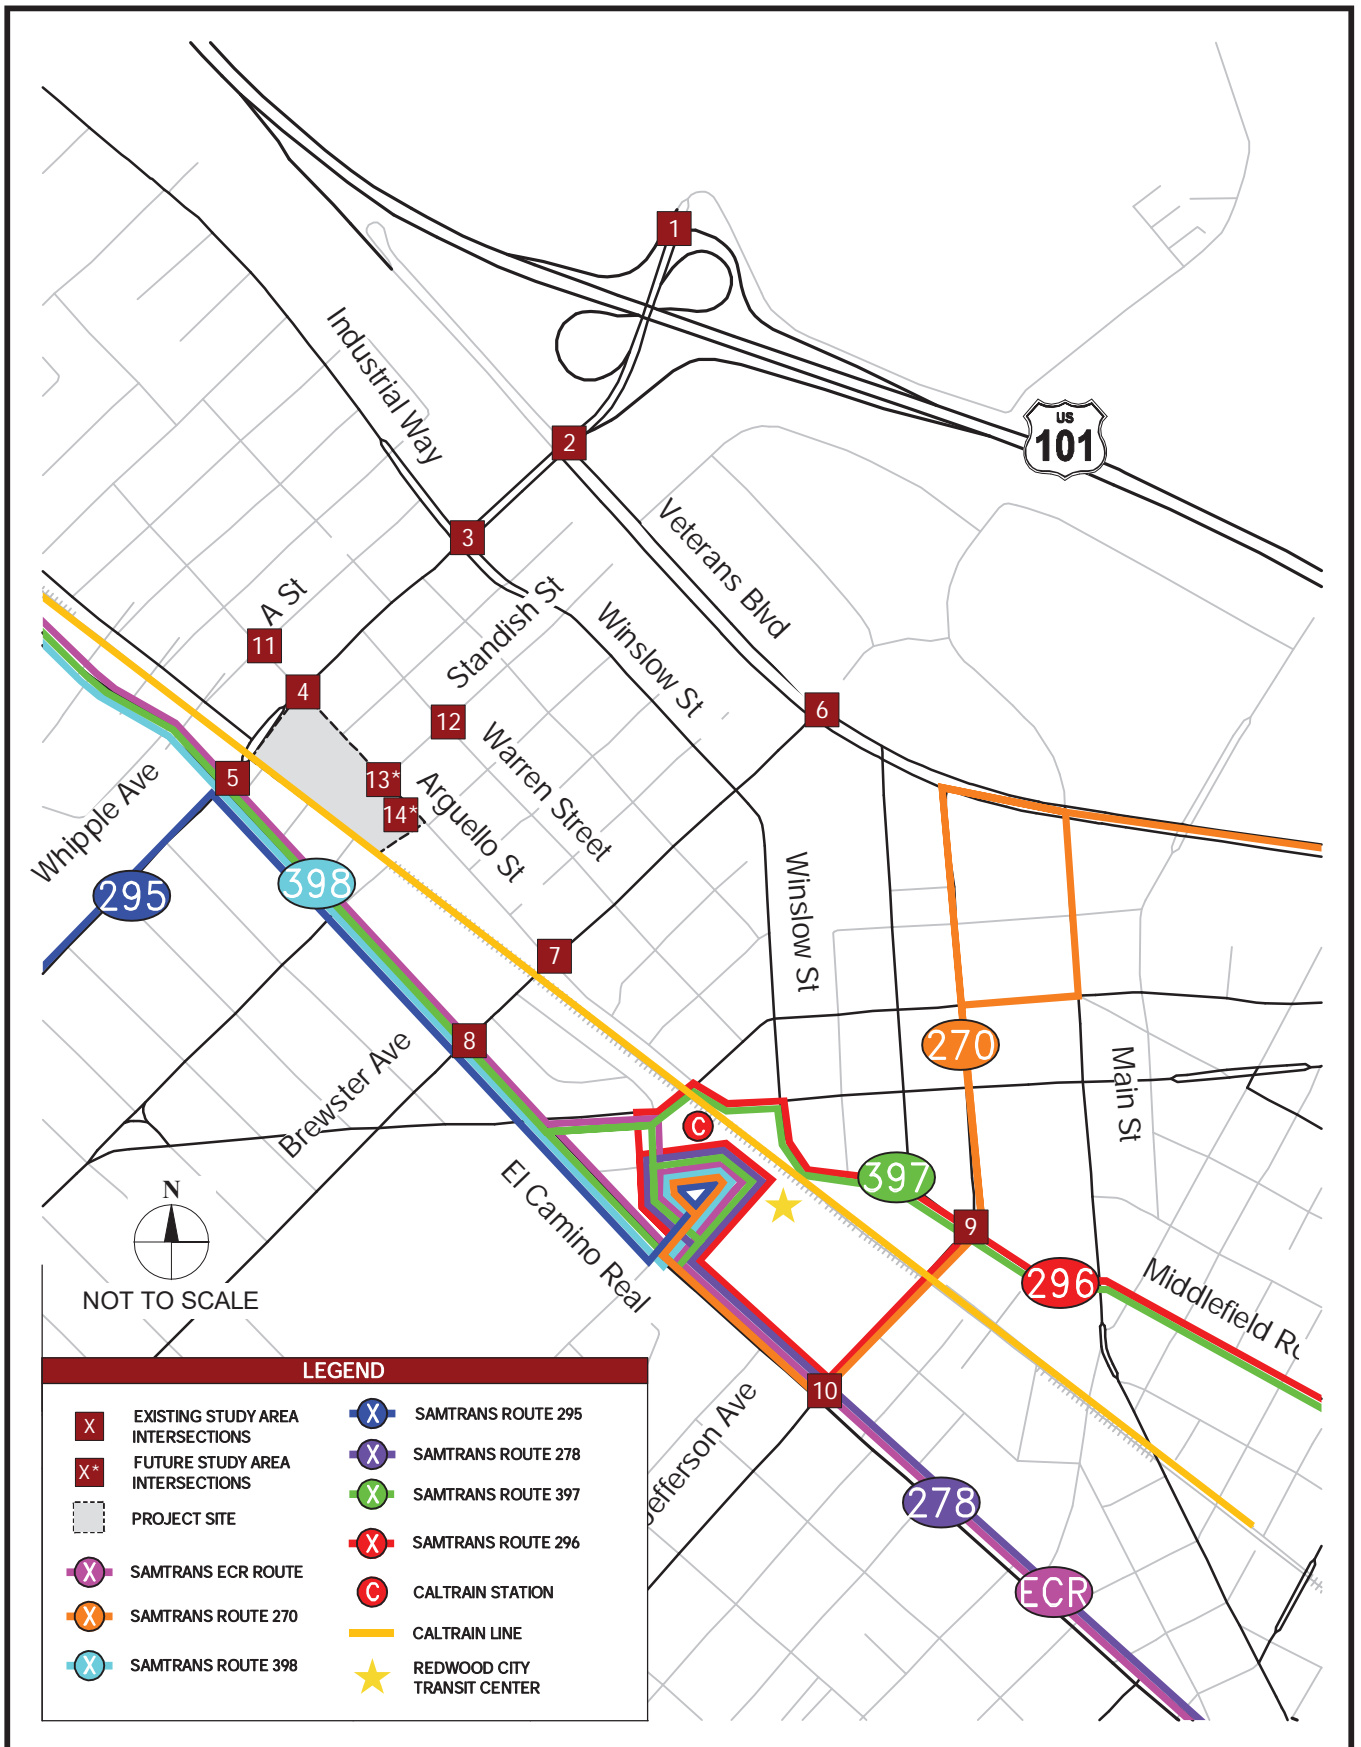 1
US
101
Industrial Way
2
3
Veterans Blvd
A St
Standish St
Winslow St
11
4
12
6
5
13*
14*
Warren Street
Arguello St
Whipple Ave
295
398
Winslow St
7
8
Brewster Ave
270
Main St
C
397
9
296
El Camino Real
Middlefield
N
NOT TO SCALE
10
Jefferson Ave
278
ECR
LEGEND
X EXISTING STUDY AREA
INTERSECTIONS
X* FUTURE STUDY AREA
INTERSECTIONS
PROJECT SITE
X SAMTRANS ECR ROUTE
X SAMTRANS ROUTE 270
X SAMTRANS ROUTE 398
X SAMTRANS ROUTE 295
X SAMTRANS ROUTE 278
X SAMTRANS ROUTE 397
X SAMTRANS ROUTE 296
C CALTRAIN STATION
CALTRAIN LINE
REDWOOD CITY
TRANSIT CENTER